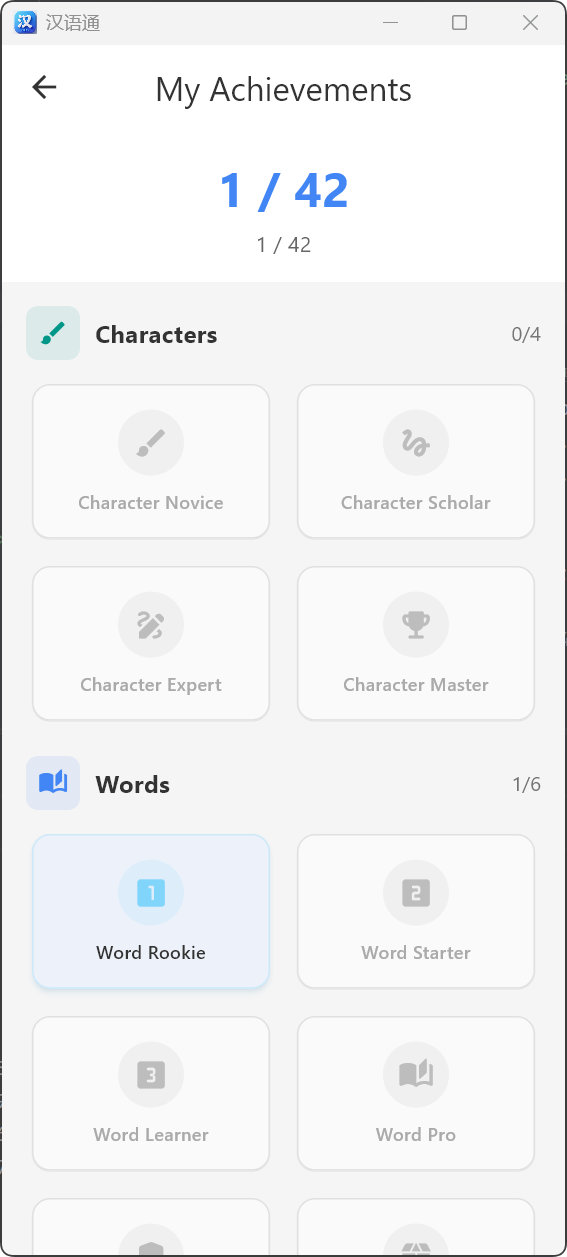 汉 汉语通
My Achievements
1 / 42
1 / 42
Characters 0/4
Character Novice Character Scholar
Character Expert Character Master
Words 1/6
1 2
Word Rookie Word Starter
3
Word Learner Word Pro